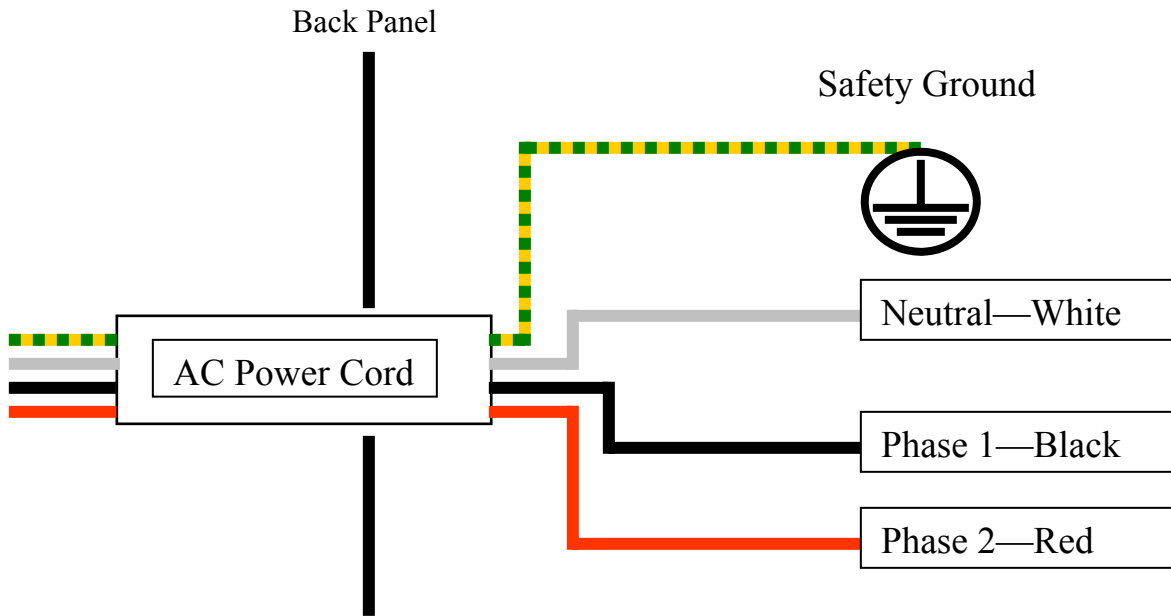 Back Panel
Safety Ground
Neutral—White
AC Power Cord
Phase 1—Black
Phase 2—Red